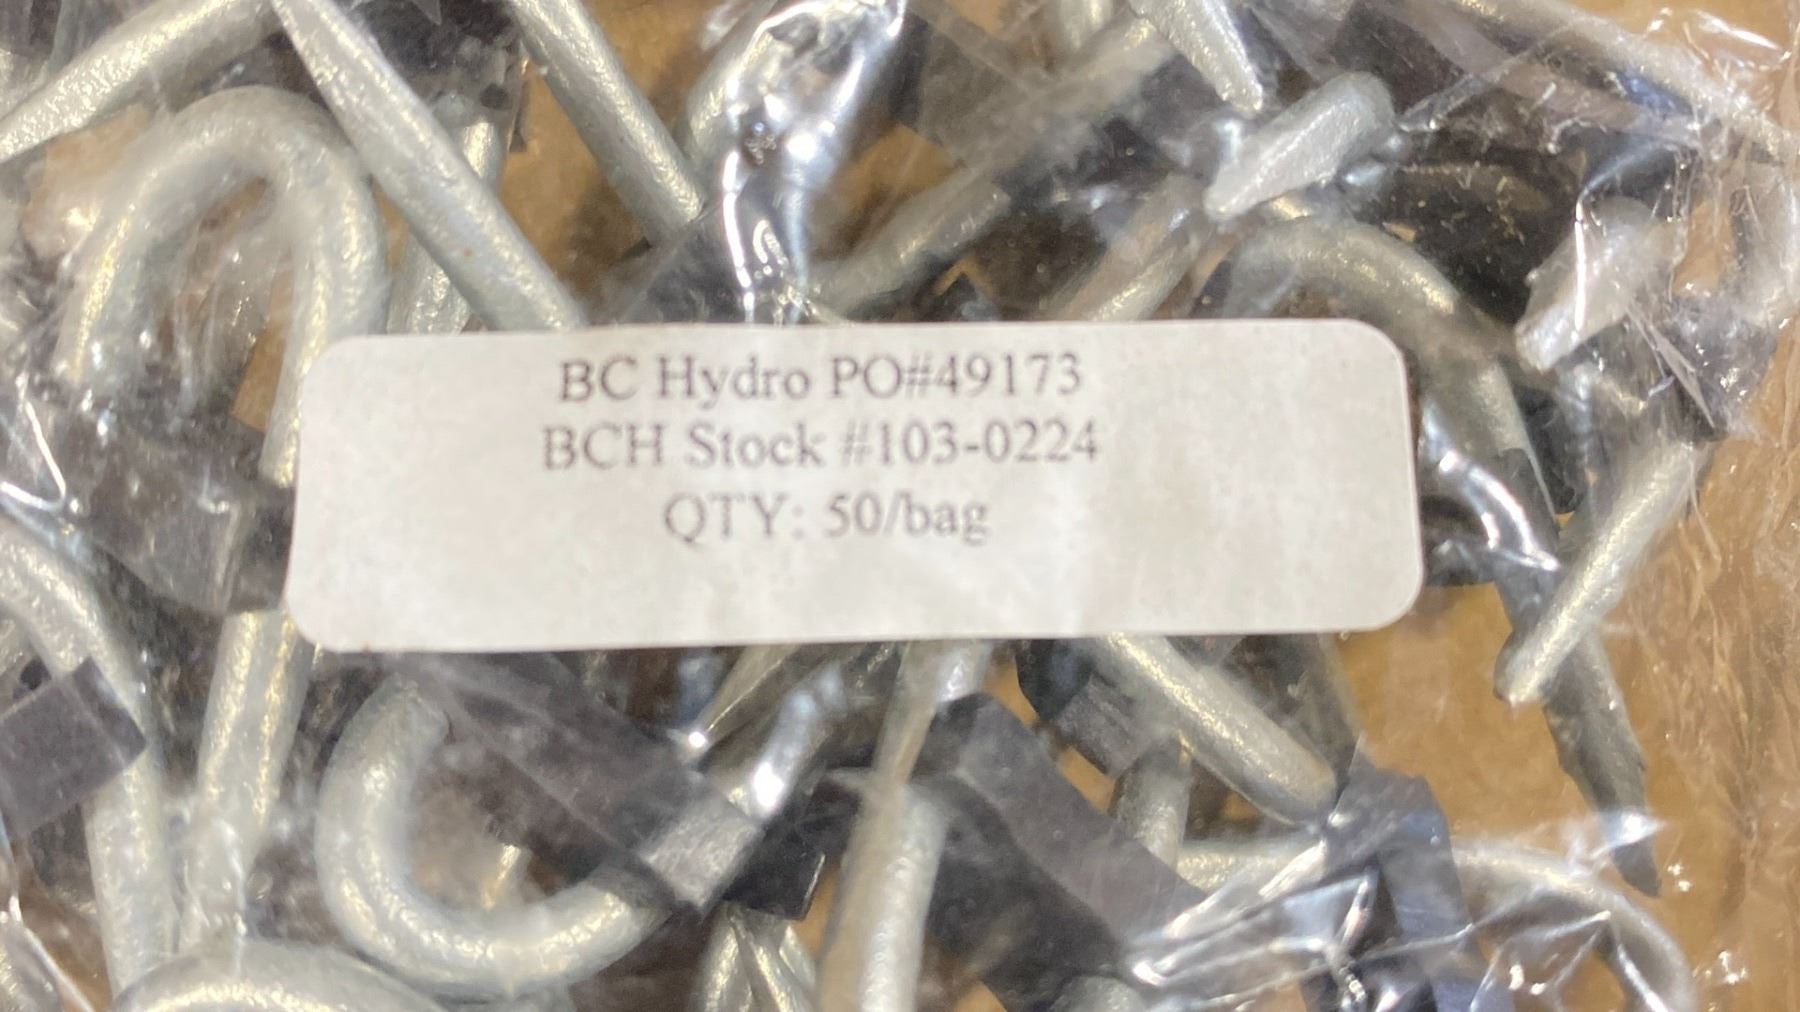 BC Hydro PO#49173
BCH Stock #103-0224
QTY: 50/bag